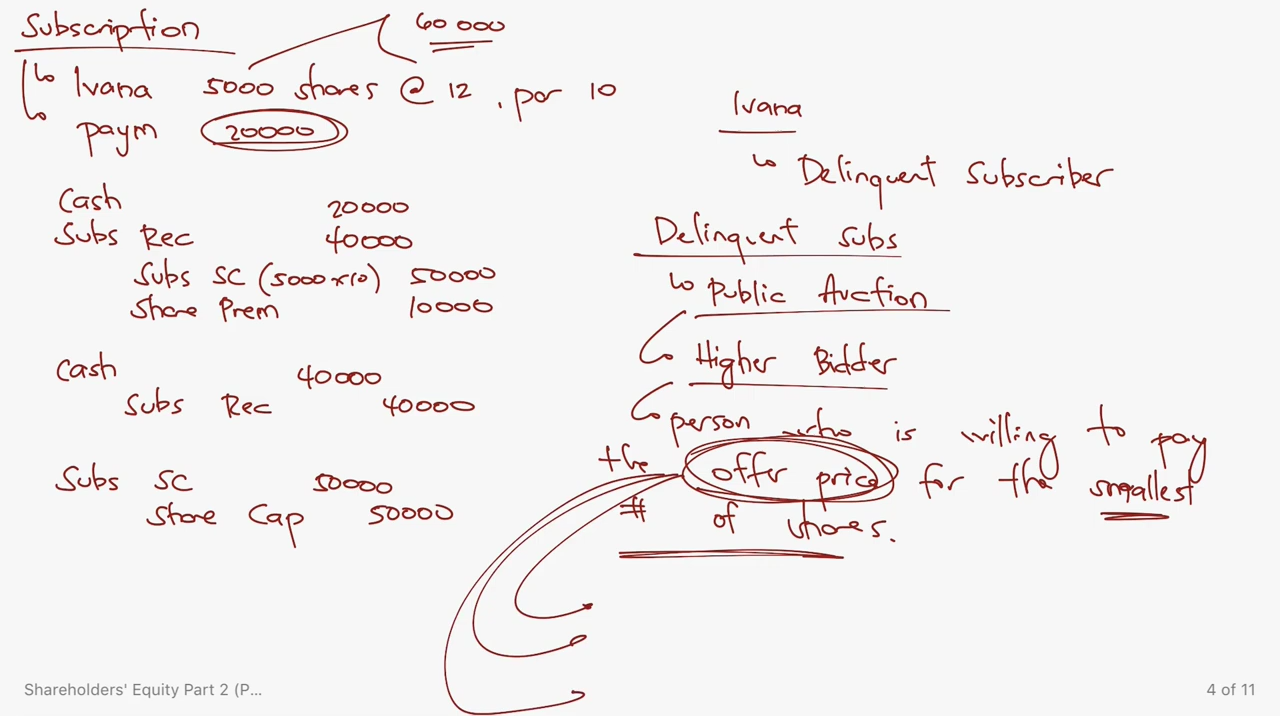 Subscription
60 000
↳ Ivana 5000 shares @ 12 , par 10
↳ paym 20000
Cash 20000
Subs Rec 40000
Subs SC (5000x10) 50000
Share Prem 10000
Cash 40000
Subs Rec 40000
Subs SC 50000
Share Cap 50000
Ivana
↳ Delinquent Subscriber
Delinquent subs
↳ Public Auction
↳ Higher Bidder
↳ person who is willing to pay
the offer price for the smallest
# of shares.
Shareholders' Equity Part 2 (P...
4 of 11